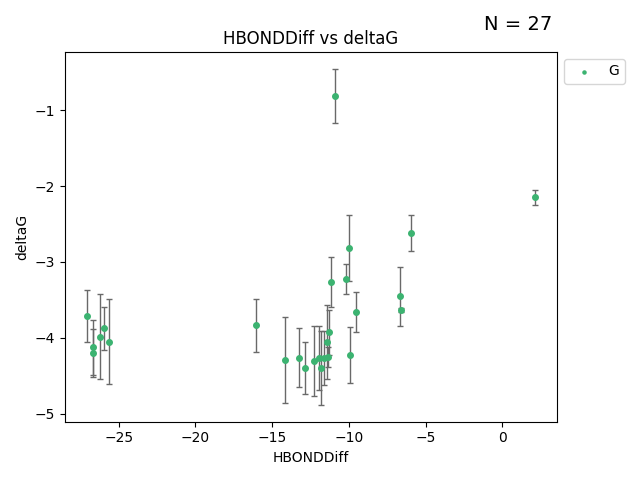 N = 27
HBONDDiff vs deltaG
G
−1
−2
−3
−4
−5
deltaG
−25 −20 −15 −10 −5 0
HBONDDiff